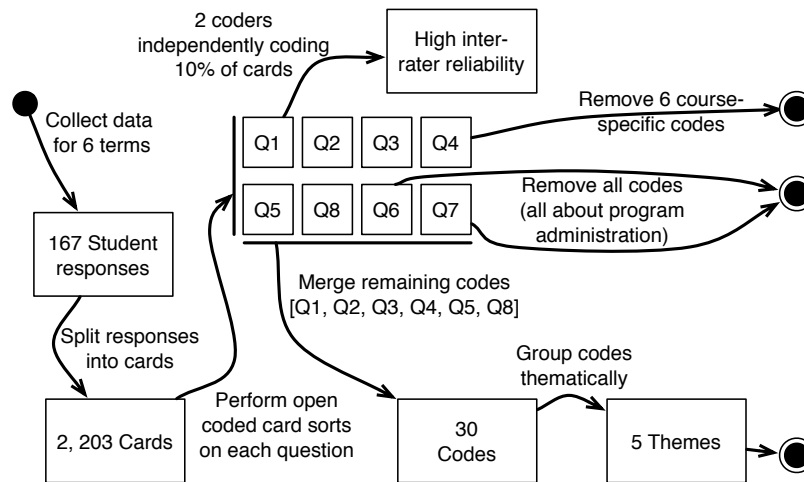 2 coders
independently coding
10% of cards
High inter-
rater reliability
Collect data
for 6 terms
Remove 6 course-
specific codes
Q1
Q2
Q3
Q4
Q5
Q8
Q6
Q7
Remove all codes
(all about program
administration)
167 Student
responses
Merge remaining codes
[Q1, Q2, Q3, Q4, Q5, Q8]
Split responses
into cards
Group codes
thematically
Perform open
coded card sorts
on each question
2, 203 Cards
30
Codes
5 Themes